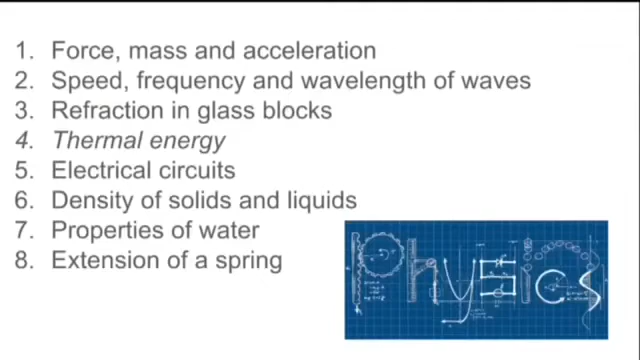 1. Force, mass and acceleration
2. Speed, frequency and wavelength of waves
3. Refraction in glass blocks
4. Thermal energy
5. Electrical circuits
6. Density of solids and liquids
7. Properties of water
8. Extension of a spring
Physics